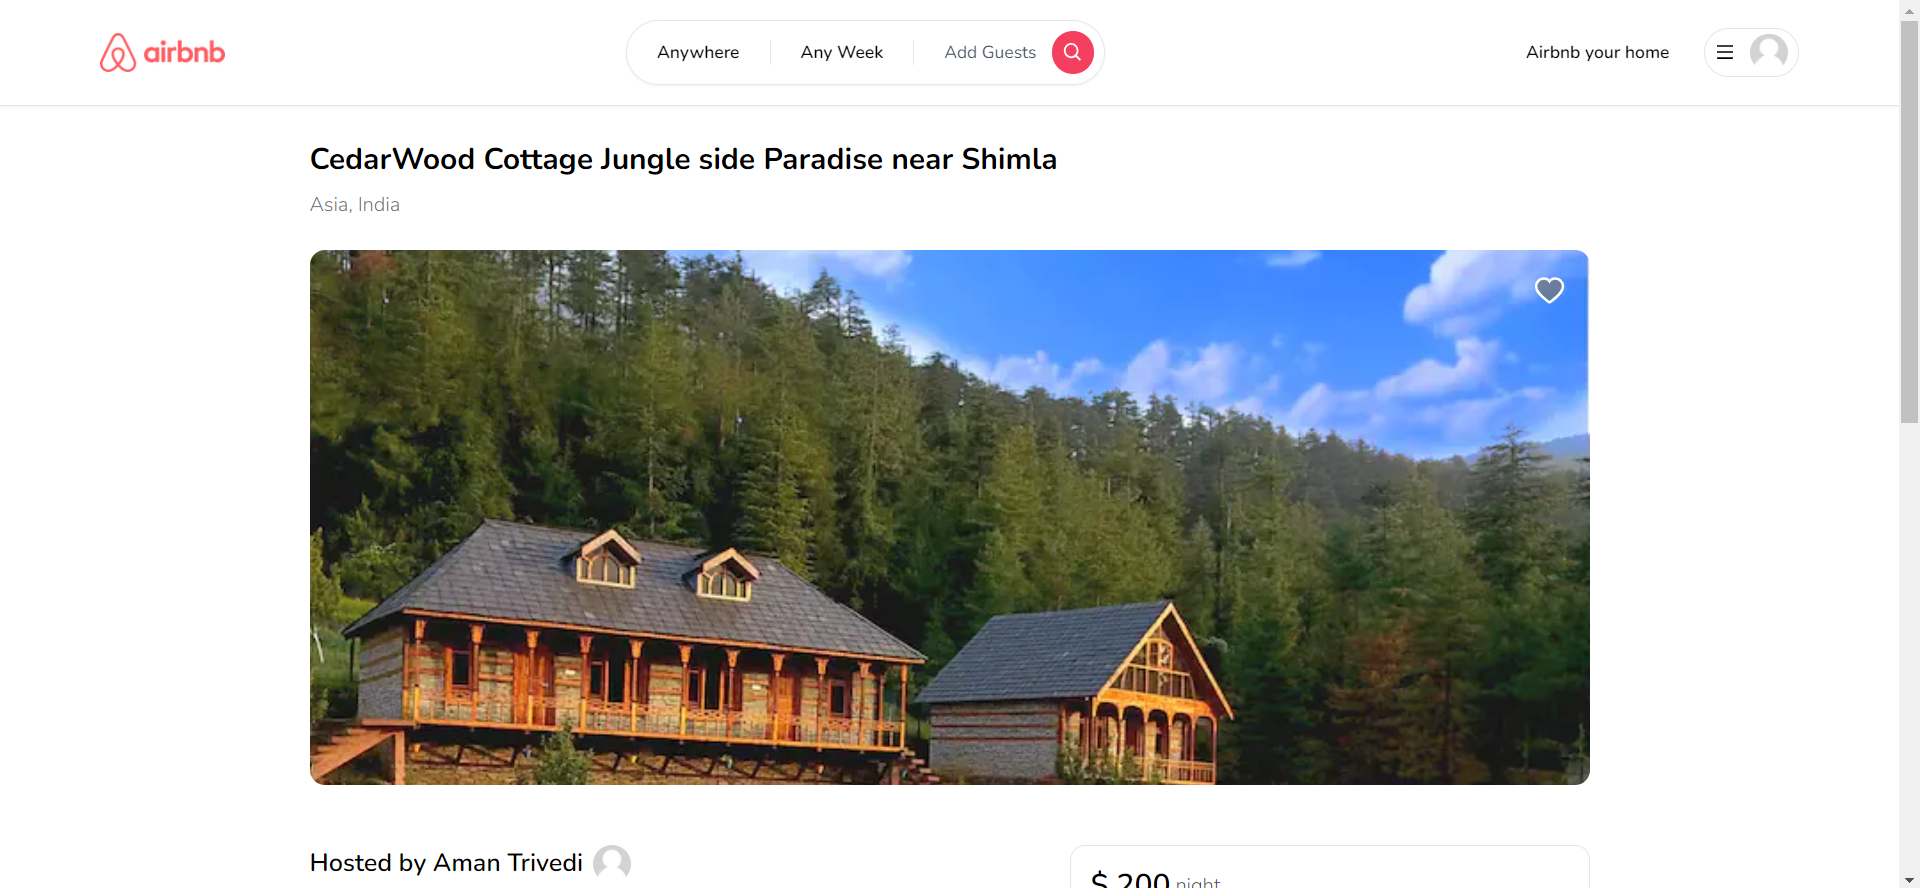 airbnb
Anywhere
Any Week
Add Guests
Airbnb your home
CedarWood Cottage Jungle side Paradise near Shimla
Asia, India
Hosted by Aman Trivedi
$ 200 night